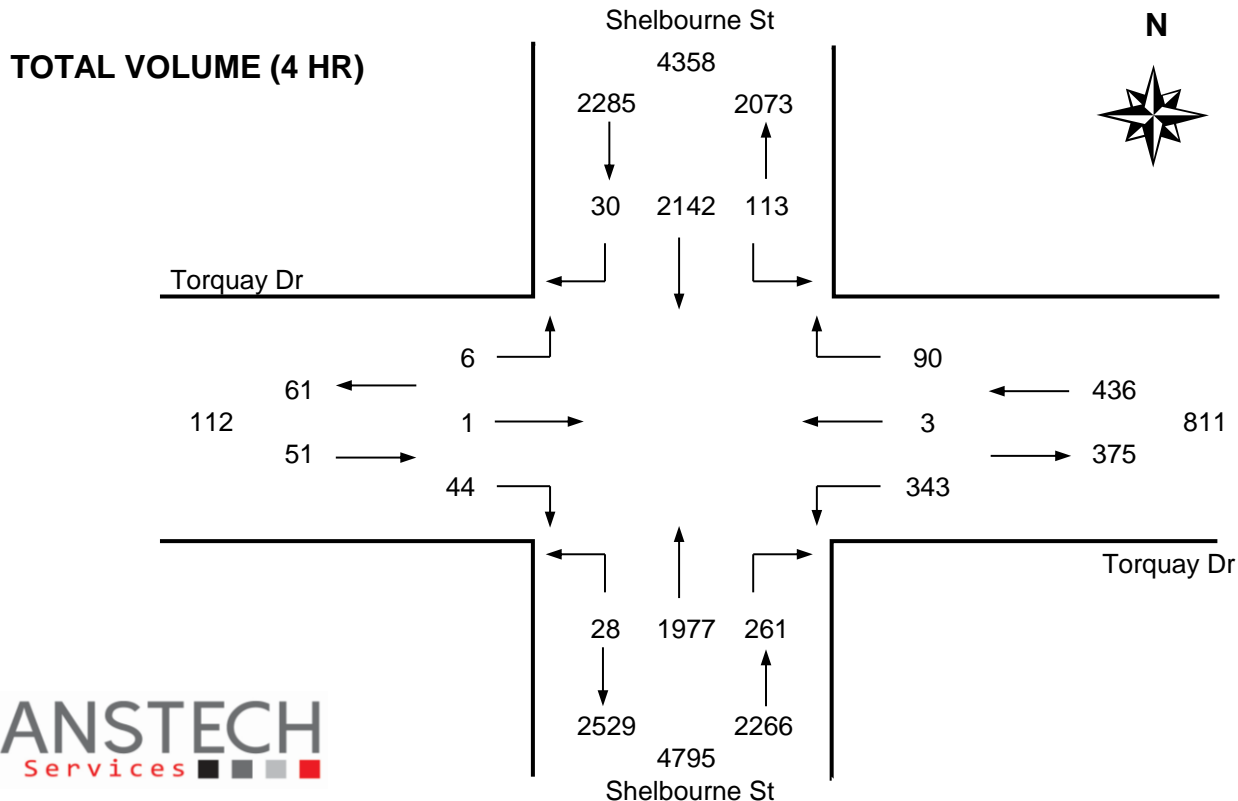 Shelbourne St
N
TOTAL VOLUME (4 HR)
4358
2285 2073
30 2142 113
Torquay Dr
6 90
61 436
112 1 3 811
51 375
44 343
Torquay Dr
28 1977 261
2529 2266
4795
Shelbourne St
ANSTECH
Services